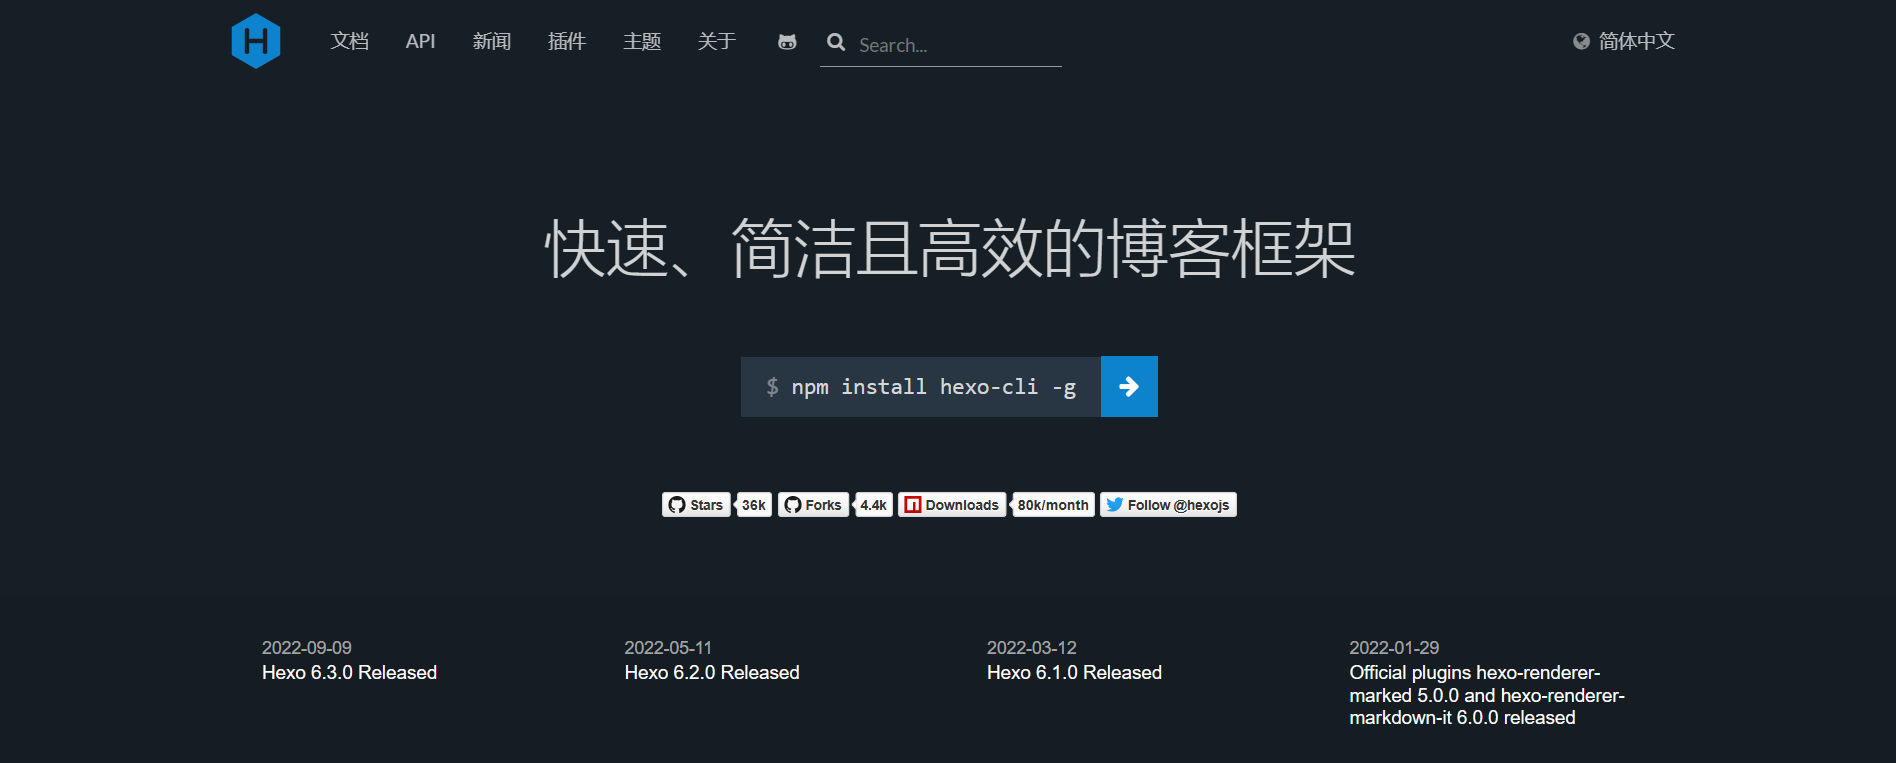 H 文档 API 新闻 插件 主题 关于 Search... 简体中文
快速、简洁且高效的博客框架
$ npm install hexo-cli -g
Stars 36k Forks 4.4k Downloads 80k/month Follow @hexojs
2022-09-09
Hexo 6.3.0 Released
2022-05-11
Hexo 6.2.0 Released
2022-03-12
Hexo 6.1.0 Released
2022-01-29
Official plugins hexo-renderer-
marked 5.0.0 and hexo-renderer-
markdown-it 6.0.0 released